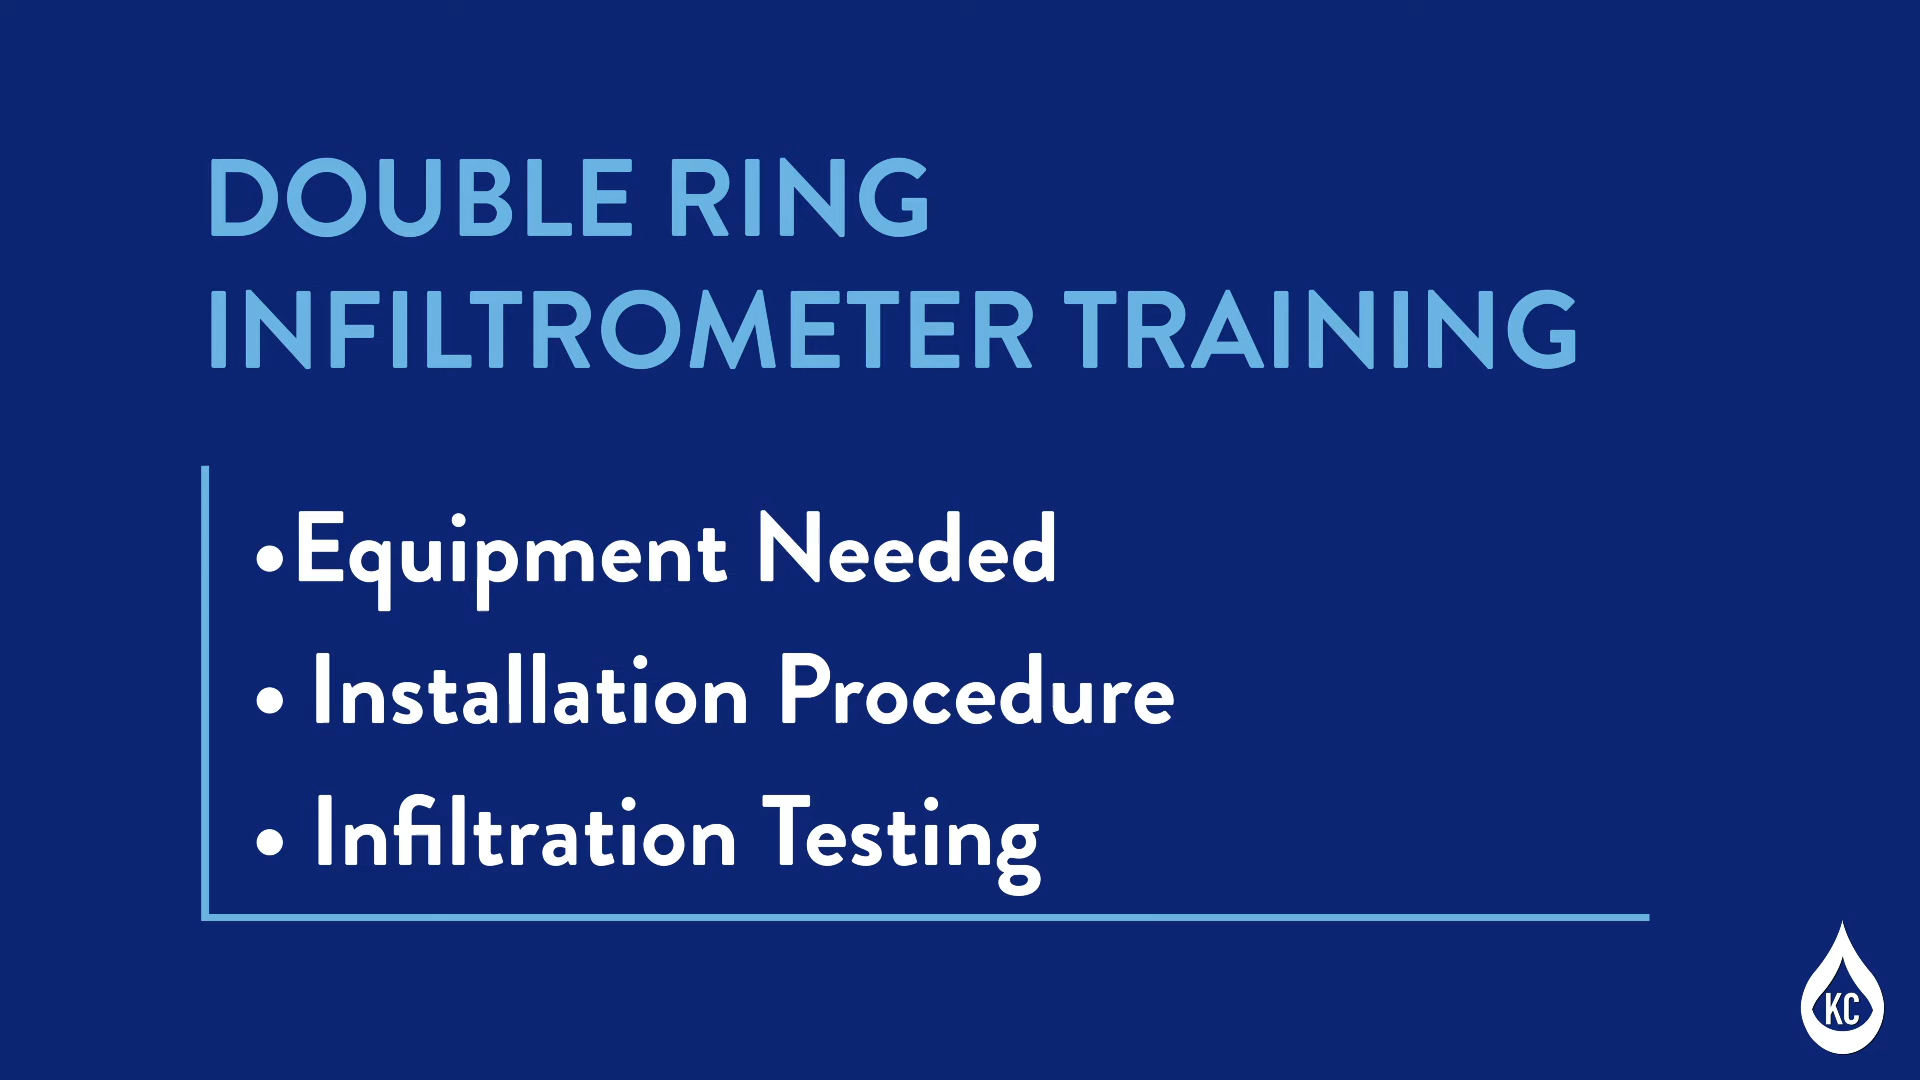 DOUBLE RING
INFILTROMETER TRAINING
•Equipment Needed
• Installation Procedure
• Infiltration Testing
KC